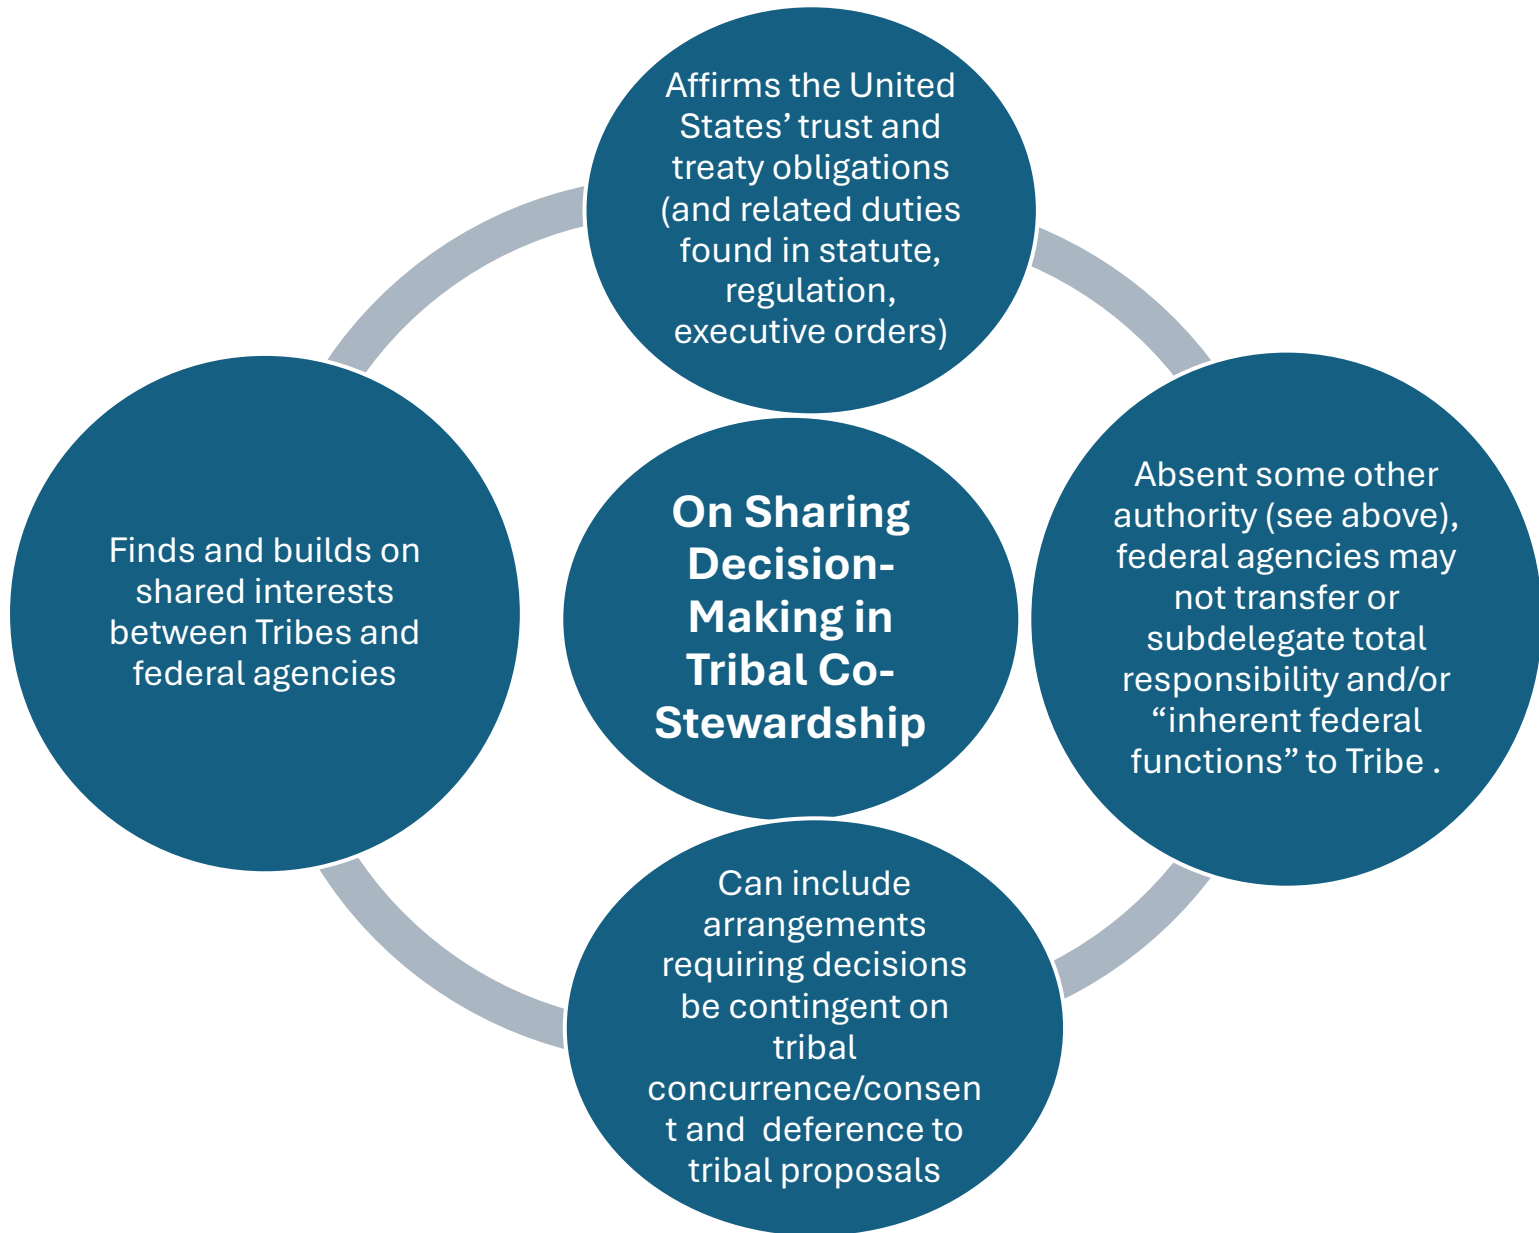 Affirms the United
States’ trust and
treaty obligations
(and related duties
found in statute,
regulation,
executive orders)
Finds and builds on
shared interests
between Tribes and
federal agencies
On Sharing
Decision-
Making in
Tribal Co-
Stewardship
Absent some other
authority (see above),
federal agencies may
not transfer or
subdelegate total
responsibility and/or
“inherent federal
functions” to Tribe .
Can include
arrangements
requiring decisions
be contingent on
tribal
concurrence/consen
t and  deference to
tribal proposals